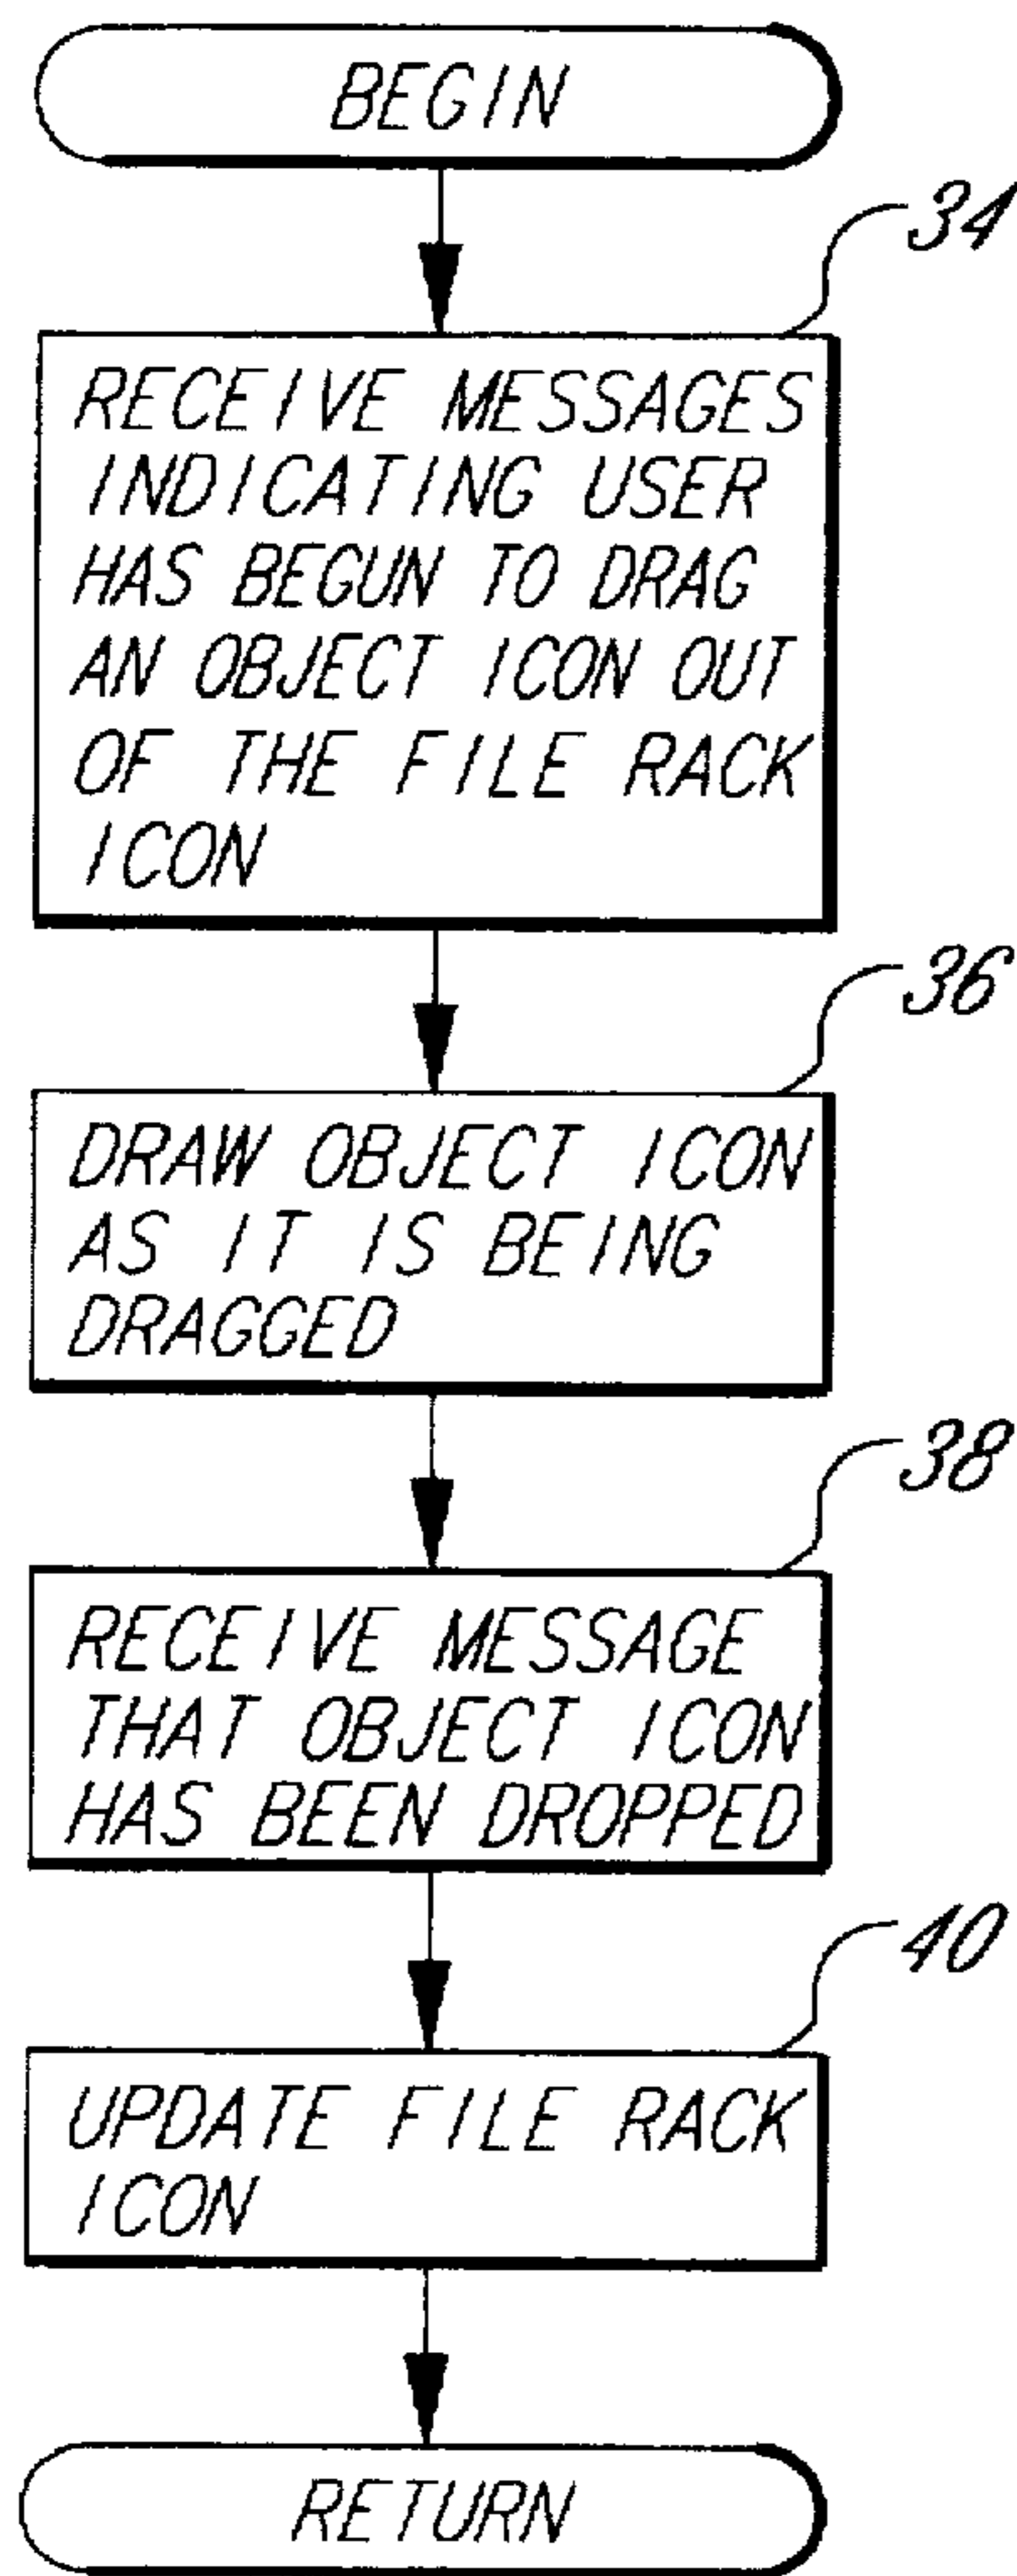 BEGIN
34
RECEIVE MESSAGES
INDICATING USER
HAS BEGUN TO DRAG
AN OBJECT ICON OUT
OF THE FILE RACK
ICON
36
DRAW OBJECT ICON
AS IT IS BEING
DRAGGED
38
RECEIVE MESSAGE
THAT OBJECT ICON
HAS BEEN DROPPED
40
UPDATE FILE RACK
ICON
RETURN